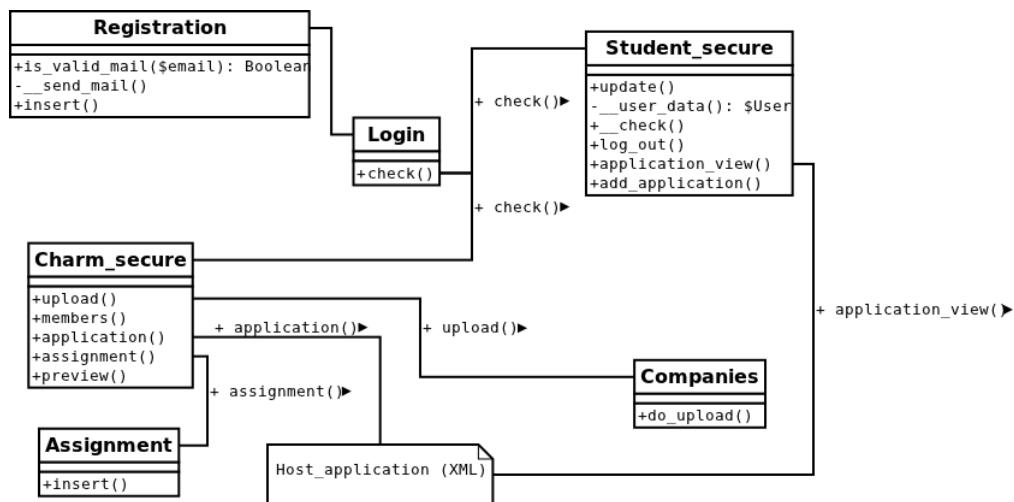 Registration
+is_valid_mail($email): Boolean
-__send_mail()
+insert()
Student_secure
+update()
-__user_data(): $User
+__check()
+log_out()
+application_view()
+add_application()
+ check()
Login
+check()
+ check()
Charm_secure
+upload()
+members()
+application()
+assignment()
+preview()
+ application()
+ upload()
+ application_view()
+ assignment()
Companies
+do_upload()
Assignment
+insert()
Host_application (XML)